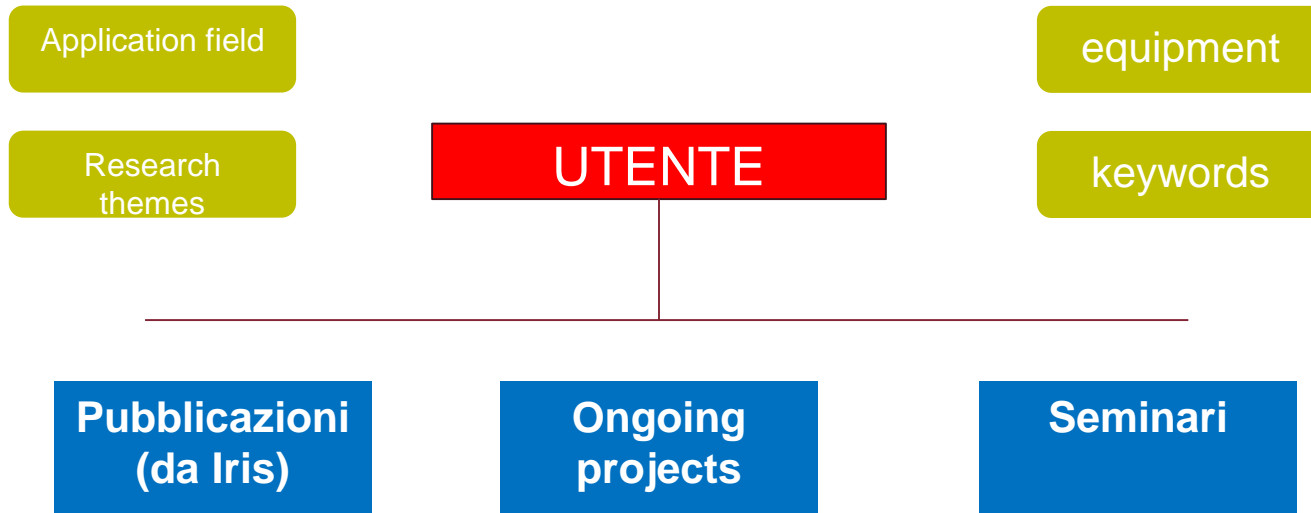 Application field
equipment
Research
themes
UTENTE
keywords
Pubblicazioni
(da Iris)
Ongoing
projects
Seminari